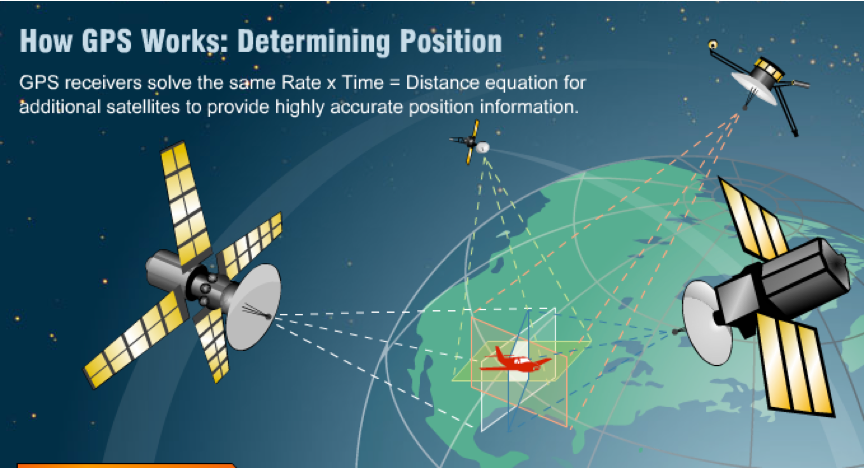 How GPS Works: Determining Position
GPS receivers solve the same Rate x Time = Distance equation for
additional satellites to provide highly accurate position information.